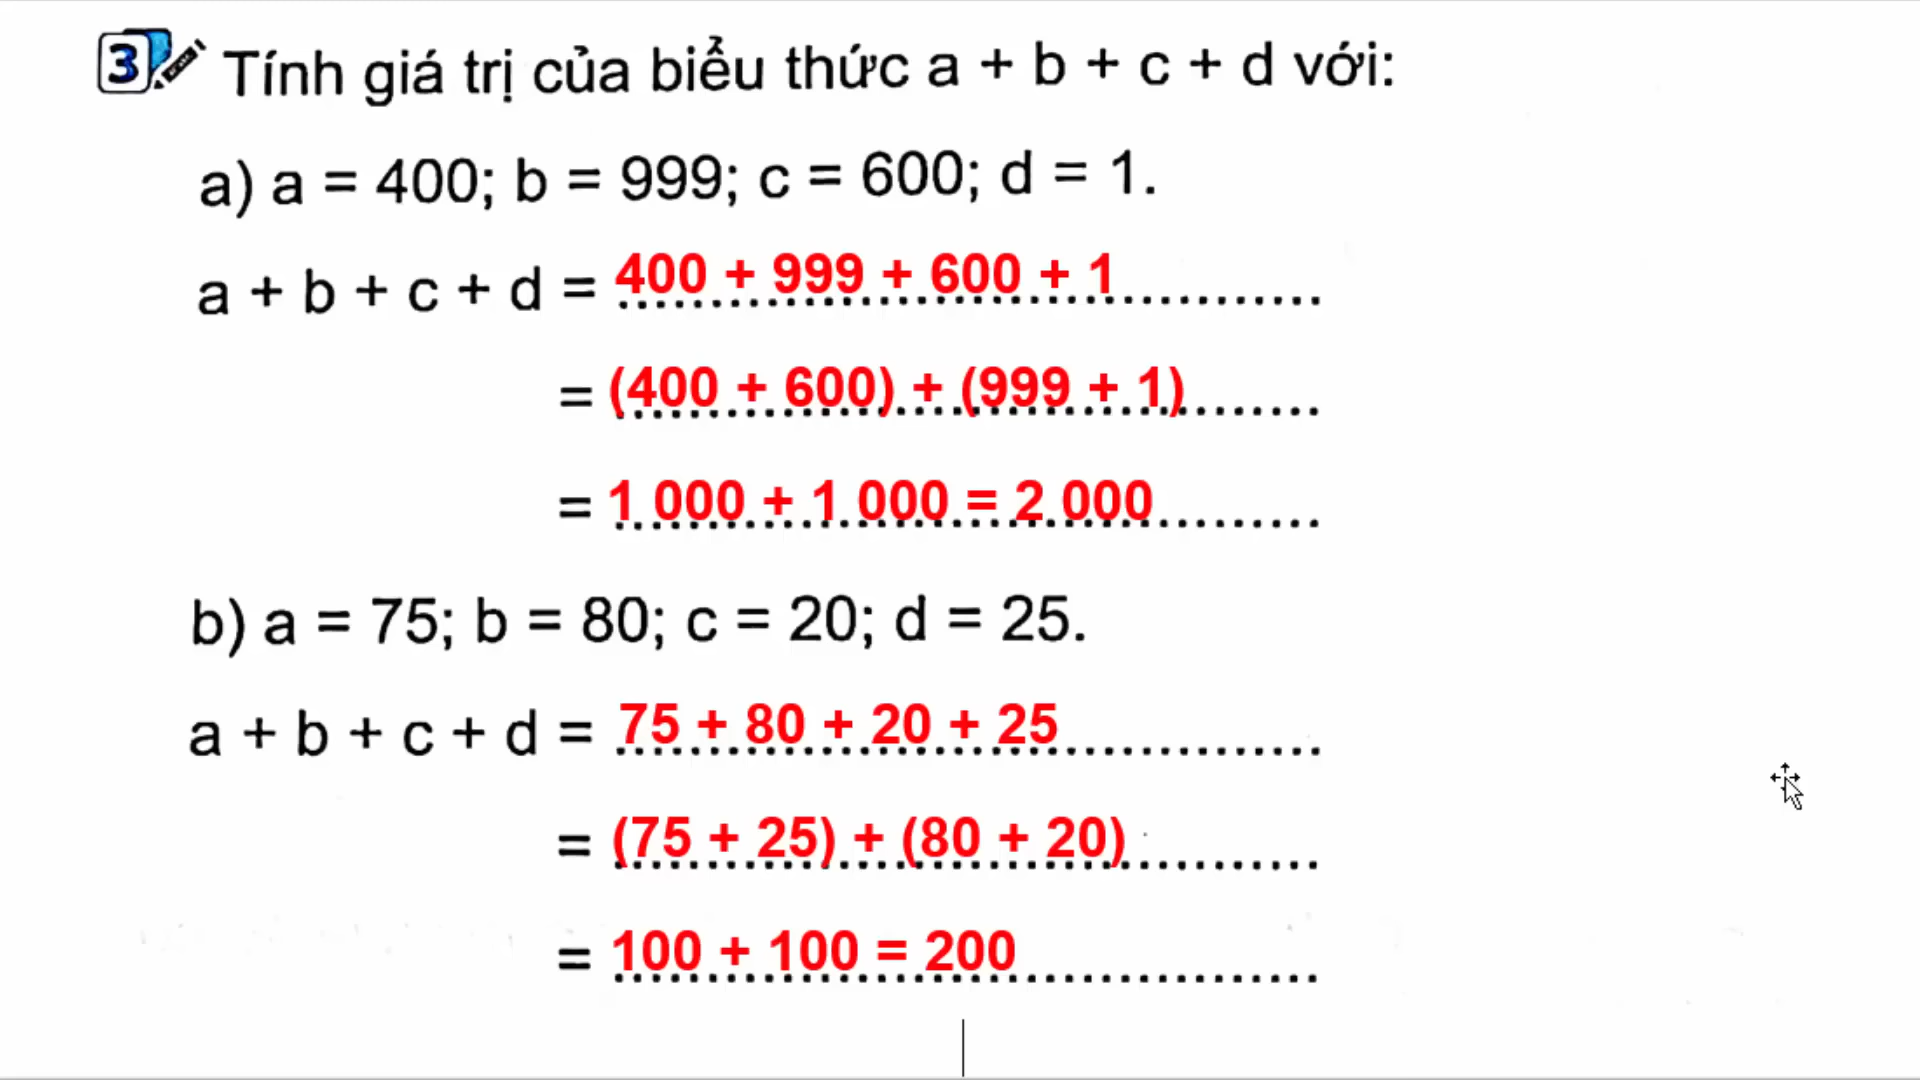 3 Tính giá trị của biểu thức a + b + c + d với:
a) a = 400; b = 999; c = 600; d = 1.
a + b + c + d = 400 + 999 + 600 + 1
= (400 + 600) + (999 + 1)
= 1 000 + 1 000 = 2 000
b) a = 75; b = 80; c = 20; d = 25.
a + b + c + d = 75 + 80 + 20 + 25
= (75 + 25) + (80 + 20)
= 100 + 100 = 200